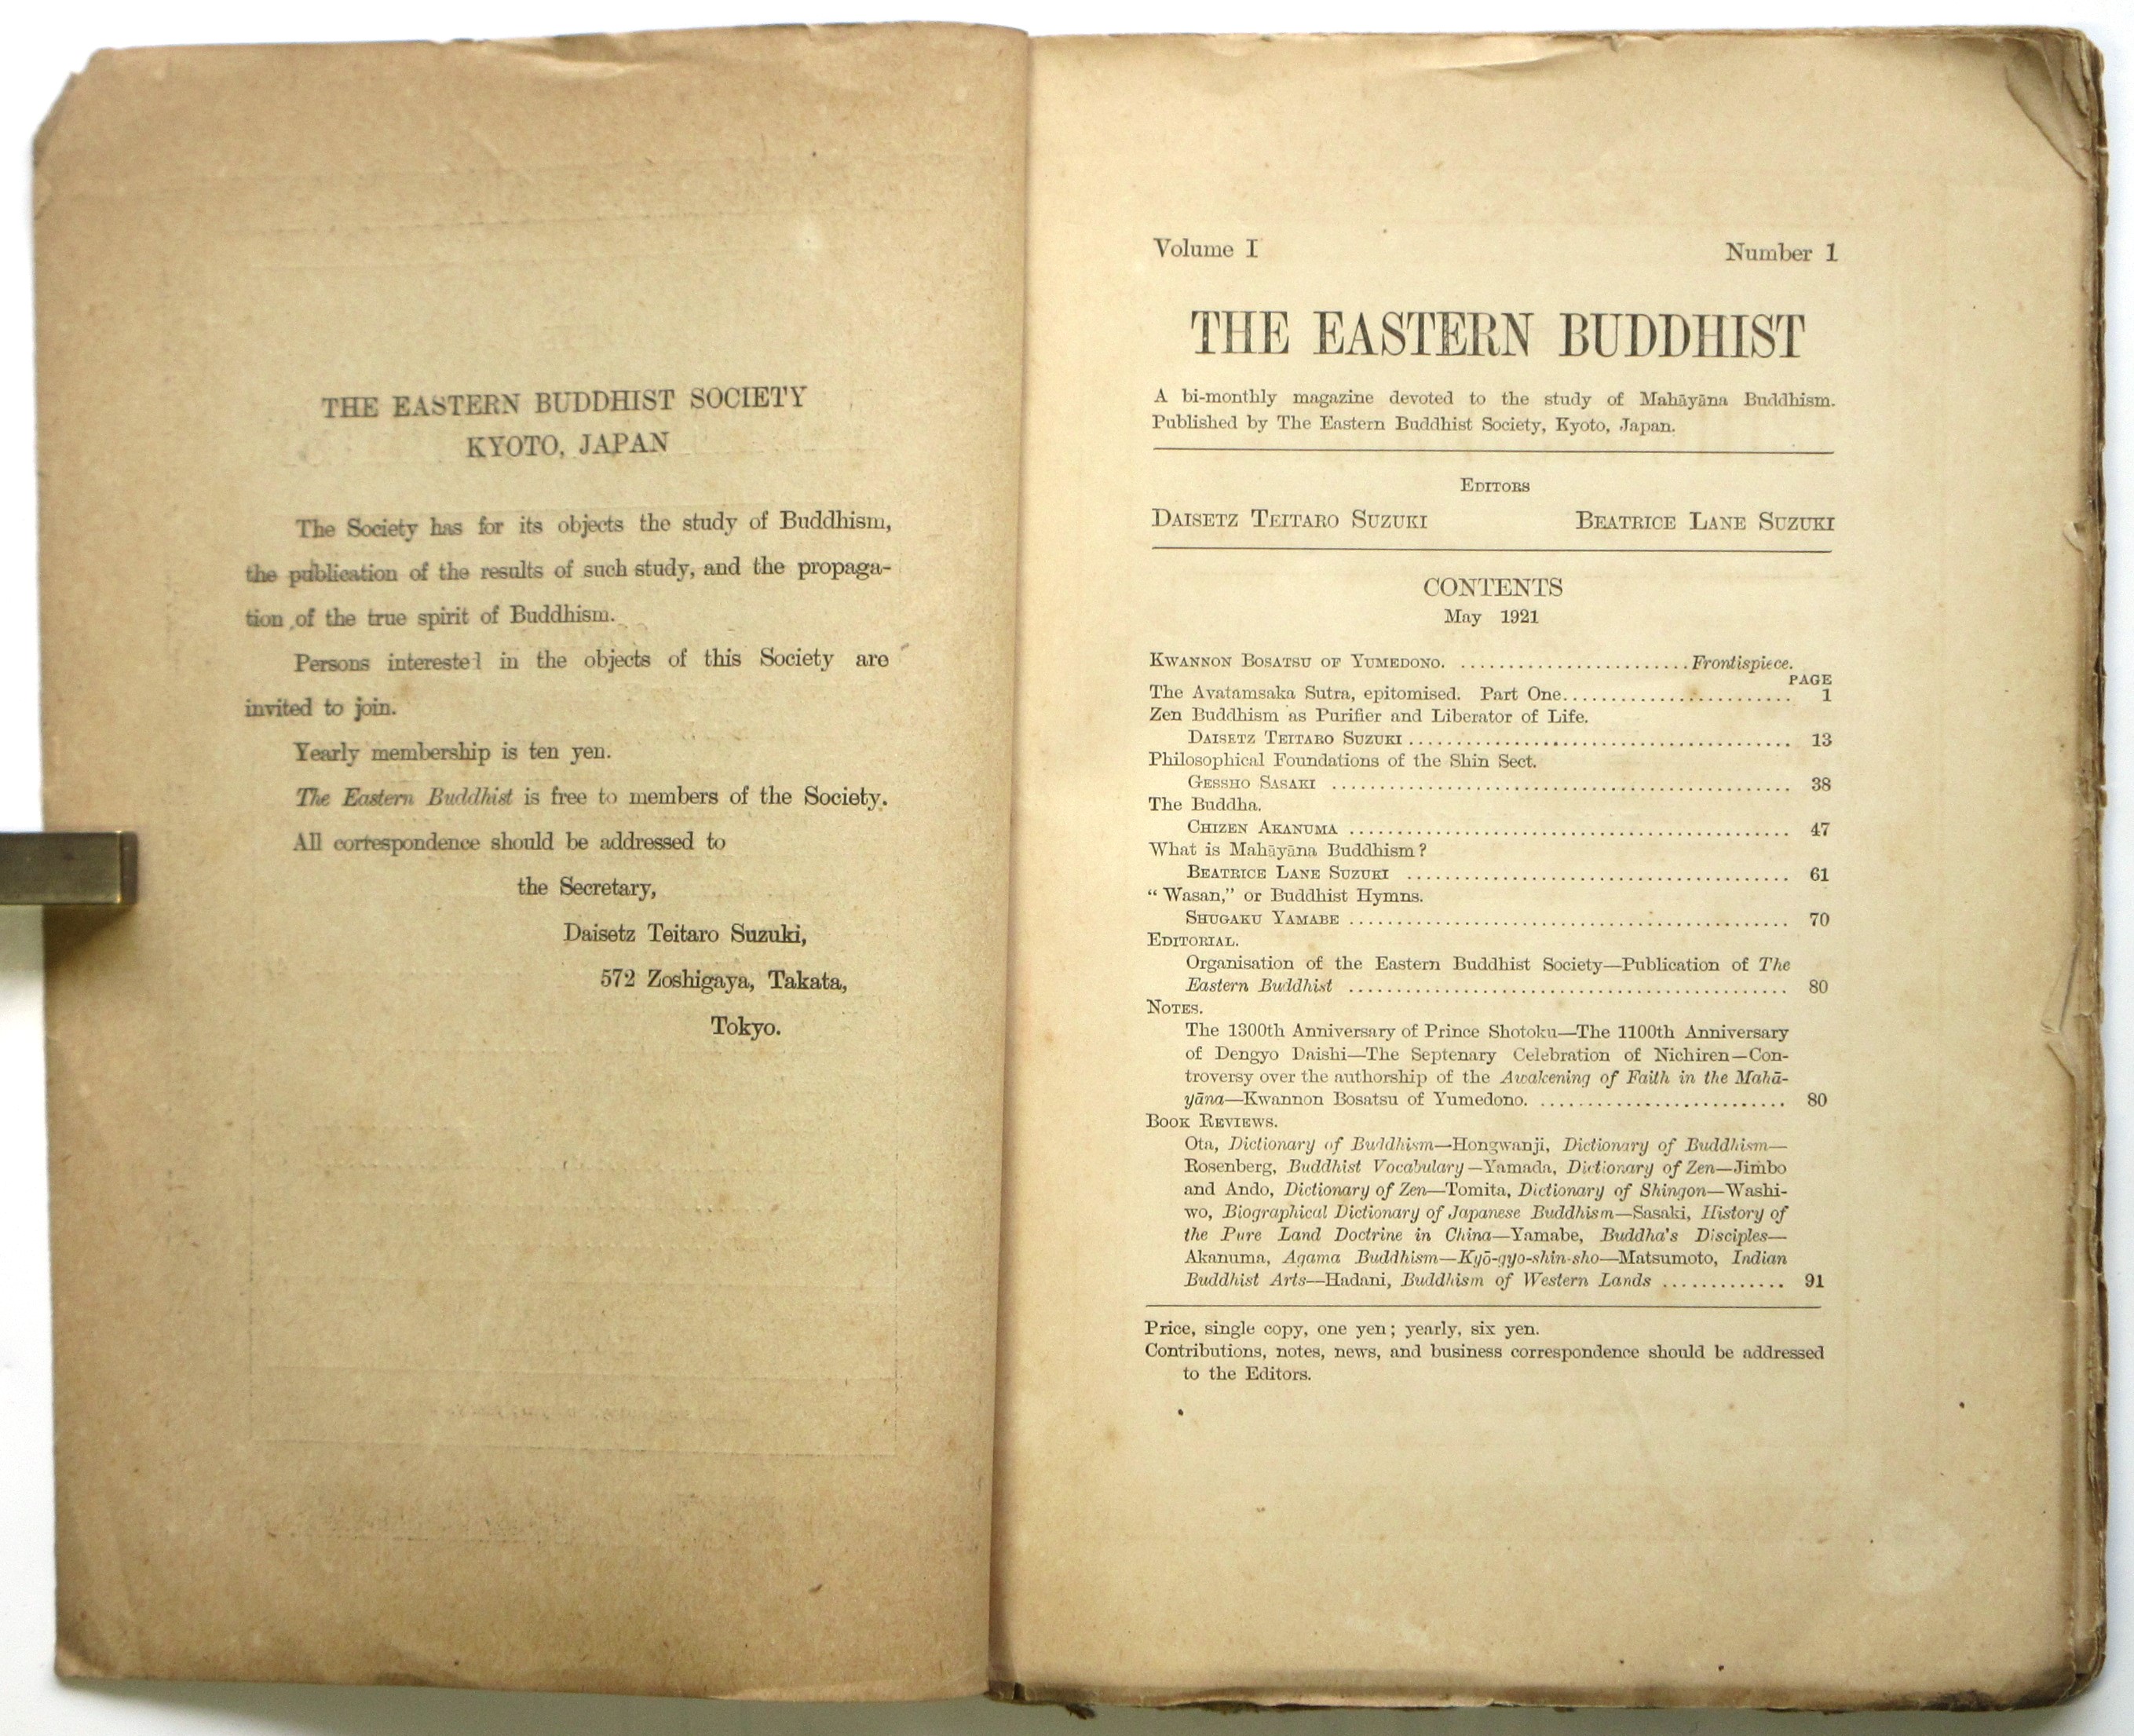 THE EASTERN BUDDHIST SOCIETY
KYOTO, JAPAN
The Society has for its objects the study of Buddhism,
the publication of the results of such study, and the propaga-
tion of the true spirit of Buddhism.
Persons interested in the objects of this Society are
invited to join.
Yearly membership is ten yen.
The Eastern Buddhist is free to members of the Society.
All correspondence should be addressed to
the Secretary,
Daisetz Teitaro Suzuki,
572 Zoshigaya, Takata,
Tokyo.
Volume I Number 1
THE EASTERN BUDDHIST
A bi-monthly magazine devoted to the study of Mahāyāna Buddhism.
Published by The Eastern Buddhist Society, Kyoto, Japan.
EDITORS
DAISETZ TEITARO SUZUKI BEATRICE LANE SUZUKI
CONTENTS
May 1921
KWANNON BOSATSU OF YUMEDONO. ........................Frontispiece.
PAGE
The Avatamsaka Sutra, epitomised. Part One........................ 1
Zen Buddhism as Purifier and Liberator of Life.
DAISETZ TEITARO SUZUKI ........................................ 13
Philosophical Foundations of the Shin Sect.
GESSHO SASAKI ................................................ 38
The Buddha.
CHIZEN AKANUMA .............................................. 47
What is Mahāyāna Buddhism?
BEATRICE LANE SUZUKI ........................................ 61
"Wasan," or Buddhist Hymns.
SHUGAKU YAMABE .............................................. 70
EDITORIAL.
Organisation of the Eastern Buddhist Society—Publication of The
Eastern Buddhist .............................................. 80
NOTES.
The 1300th Anniversary of Prince Shotoku—The 1100th Anniversary
of Dengyo Daishi—The Septenary Celebration of Nichiren—Con-
troversy over the authorship of the Awakening of Faith in the Mahā-
yāna—Kwannon Bosatsu of Yumedono. .......................... 80
BOOK REVIEWS.
Ota, Dictionary of Buddhism—Hongwanji, Dictionary of Buddhism—
Rosenberg, Buddhist Vocabulary—Yamada, Dictionary of Zen—Jimbo
and Ando, Dictionary of Zen—Tomita, Dictionary of Shingon—Washi-
wo, Biographical Dictionary of Japanese Buddhism—Sasaki, History of
the Pure Land Doctrine in China—Yamabe, Buddha's Disciples—
Akanuma, Agama Buddhism—Kyō-gyo-shin-sho—Matsumoto, Indian
Buddhist Arts—Hadani, Buddhism of Western Lands ............. 91
Price, single copy, one yen; yearly, six yen.
Contributions, notes, news, and business correspondence should be addressed
to the Editors.